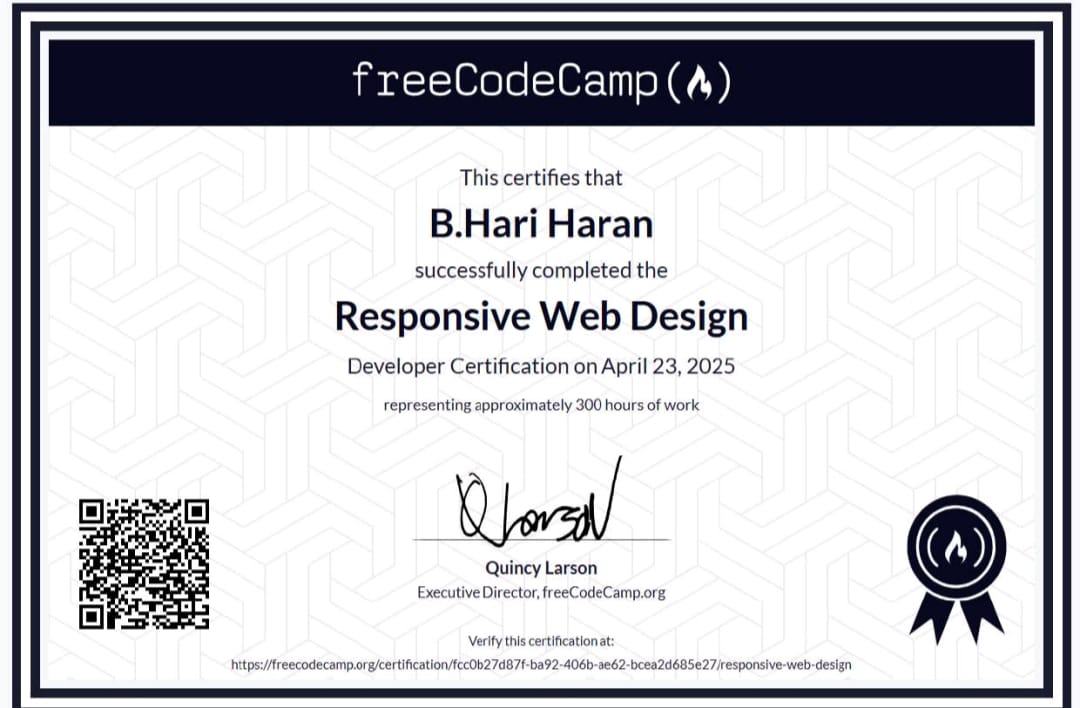 freeCodeCamp
This certifies that
B.Hari Haran
successfully completed the
Responsive Web Design
Developer Certification on April 23, 2025
representing approximately 300 hours of work
Quincy Larson
Executive Director, freeCodeCamp.org
Verify this certification at:
https://freecodecamp.org/certification/fcc0b27d87f-ba92-406b-ae62-bcea2d685e27/responsive-web-design